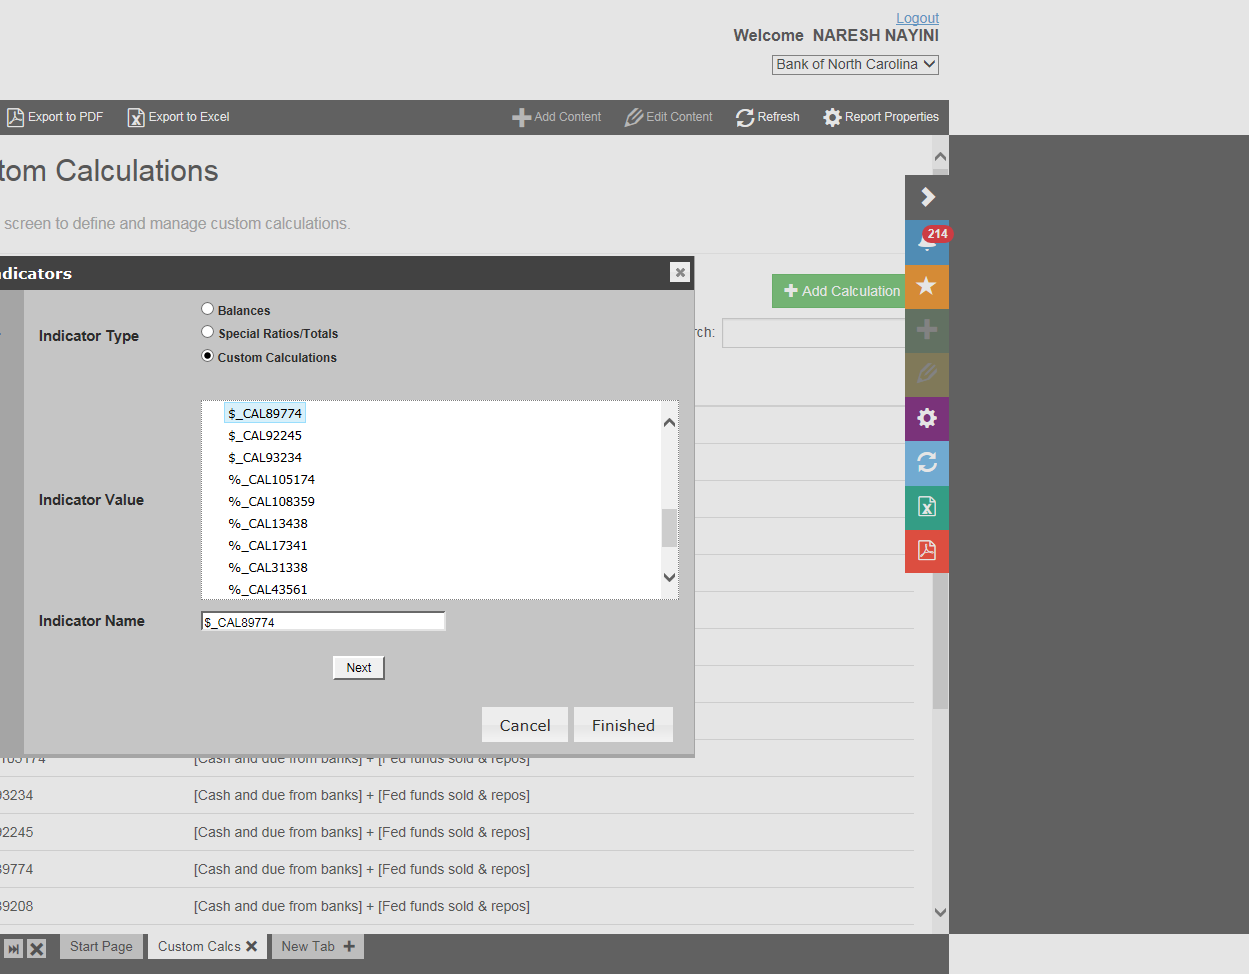 Logout
Welcome NARESH NAYINI
Bank of North Carolina
Export to PDF Export to Excel Add Content Edit Content Refresh Report Properties
tom Calculations
screen to define and manage custom calculations.
214
dicators
Add Calculation
Indicator Type
Balances
Special Ratios/Totals
Custom Calculations
rch:
Indicator Value
$_CAL89774
$_CAL92245
$_CAL93234
%_CAL105174
%_CAL108359
%_CAL13438
%_CAL17341
%_CAL31338
%_CAL43561
Indicator Name $_CAL89774
Next
Cancel Finished
105174 [Cash and due from banks] + [Fed funds sold & repos]
93234 [Cash and due from banks] + [Fed funds sold & repos]
92245 [Cash and due from banks] + [Fed funds sold & repos]
89774 [Cash and due from banks] + [Fed funds sold & repos]
89208 [Cash and due from banks] + [Fed funds sold & repos]
Start Page Custom Calcs New Tab